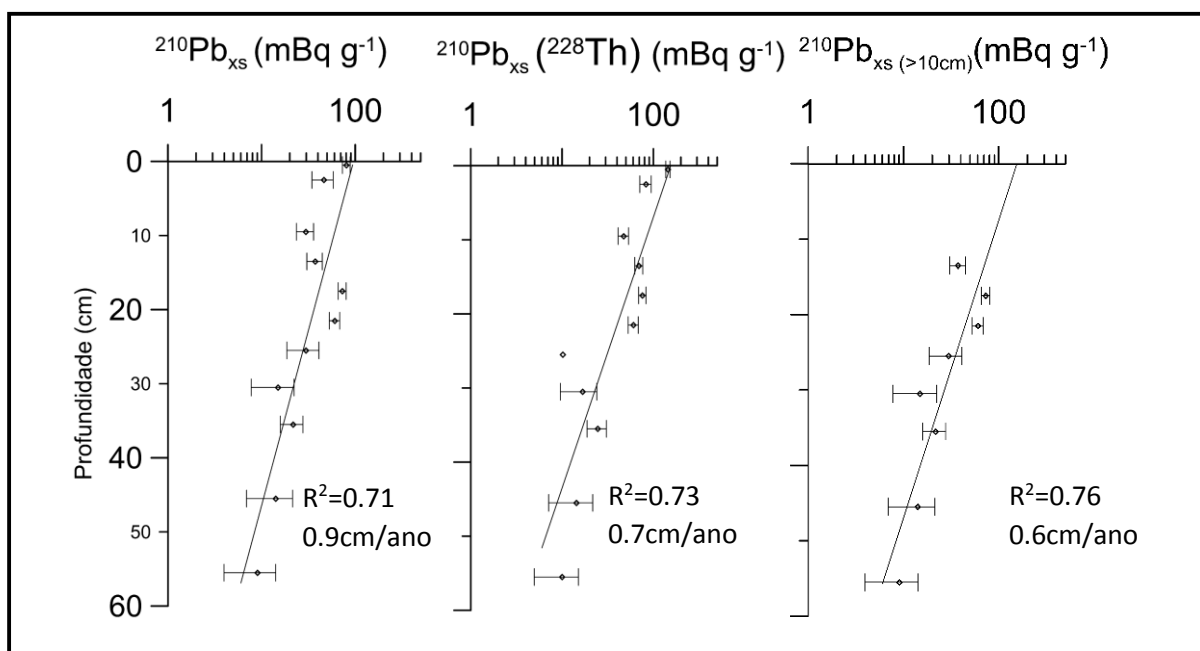 ²¹⁰Pbxs (mBq g⁻¹)
1 100
Profundidade (cm)
0
10
20
30
40
50
60
R²=0.71
0.9cm/ano
²¹⁰Pbxs (²²⁸Th) (mBq g⁻¹)
1 100
R²=0.73
0.7cm/ano
²¹⁰Pbxs (>10cm)(mBq g⁻¹)
1 100
R²=0.76
0.6cm/ano